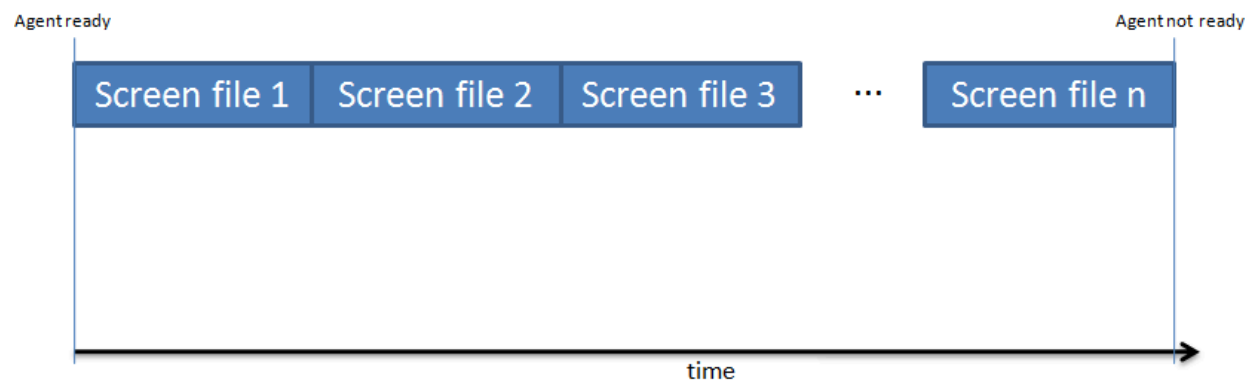 Agent ready
Agent not ready
Screen file 1
Screen file 2
Screen file 3
...
Screen file n
time